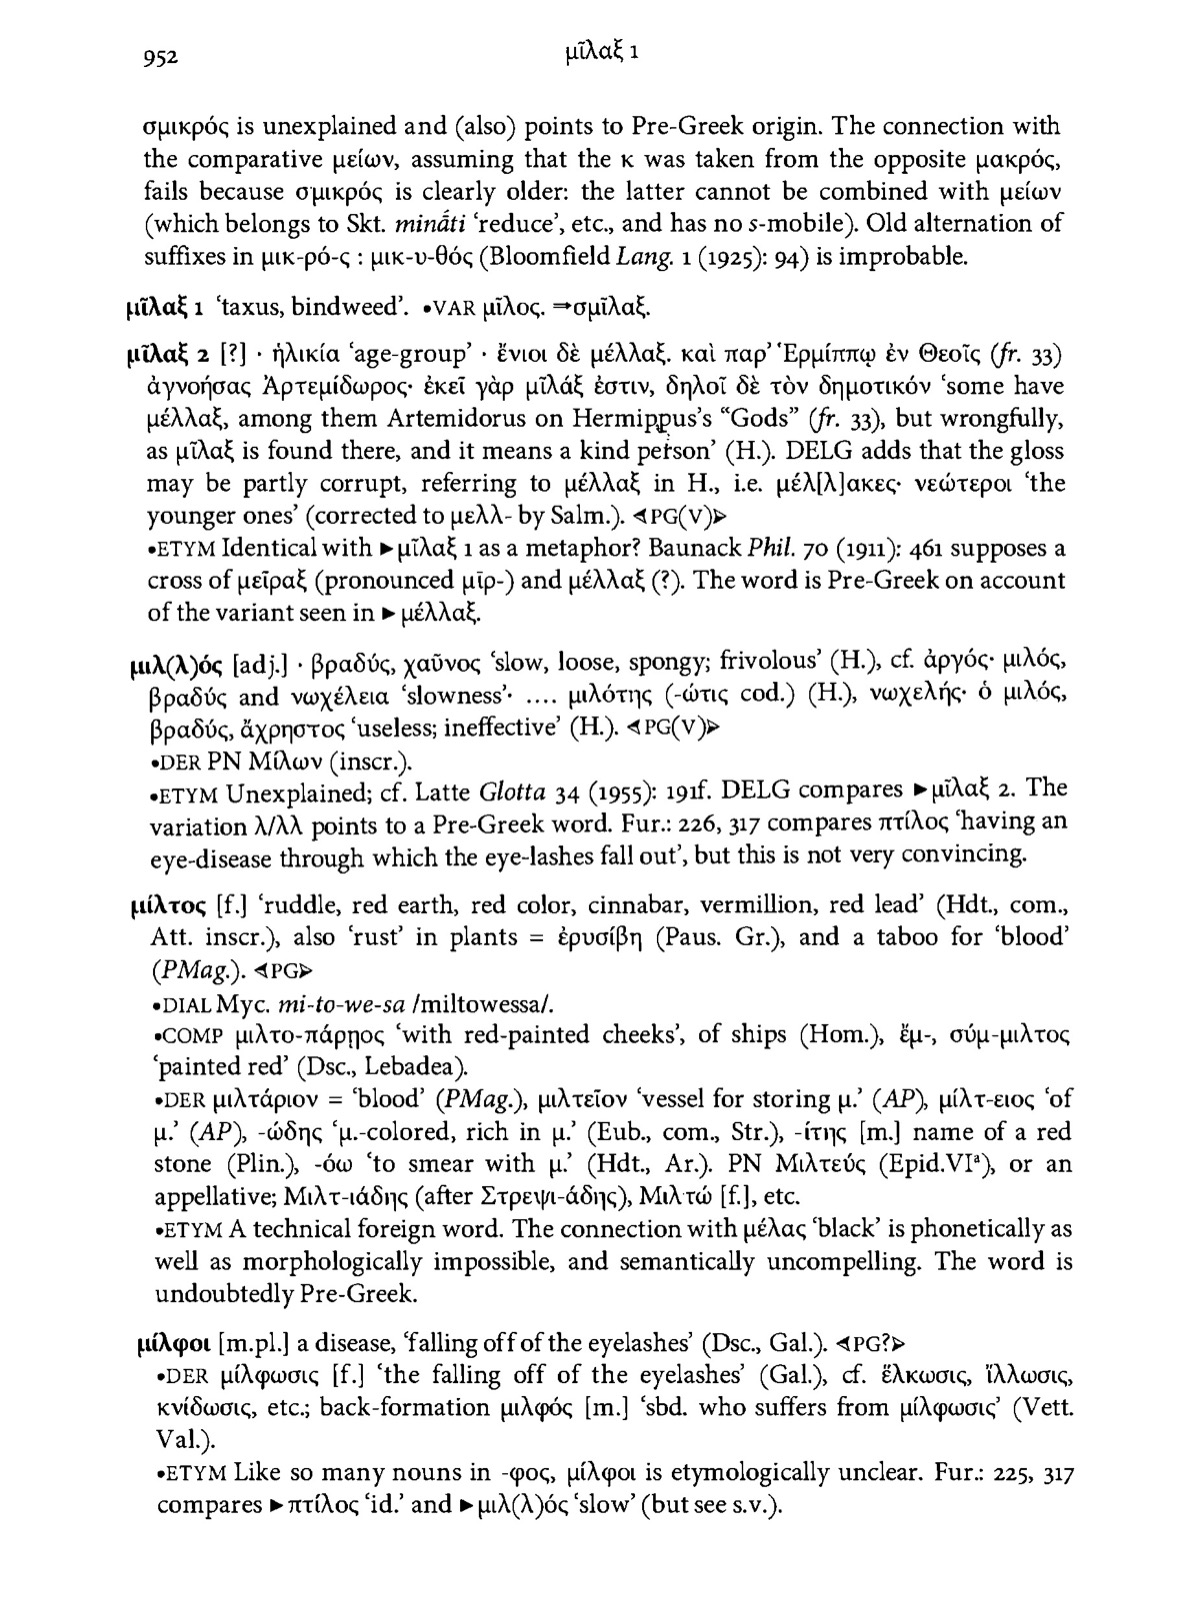 952
μῖλαξ 1
σμικρός is unexplained and (also) points to Pre-Greek origin. The connection with
the comparative μείων, assuming that the κ was taken from the opposite μακρός,
fails because σμικρός is clearly older: the latter cannot be combined with μείων
(which belongs to Skt. minā́ti ‘reduce’, etc., and has no s-mobile). Old alternation of
suffixes in μικ-ρό-ς : μικ-υ-θός (Bloomfield Lang. 1 (1925): 94) is improbable.
μῖλαξ 1 ‘taxus, bindweed’. •VAR μῖλος. ⇒σμῖλαξ.
μῖλαξ 2 [?] · ἡλικία ‘age-group’ · ἔνιοι δὲ μέλλαξ. καὶ παρ’ Ἑρμίππῳ ἐν Θεοῖς (fr. 33)
ἀγνοήσας Ἀρτεμίδωρος· ἐκεῖ γὰρ μῖλάξ ἐστιν, δηλοῖ δὲ τὸν δημοτικόν ‘some have
μέλλαξ, among them Artemidorus on Hermippus’s “Gods” (fr. 33), but wrongfully,
as μῖλαξ is found there, and it means a kind person’ (H.). DELG adds that the gloss
may be partly corrupt, referring to μέλλαξ in H., i.e. μέλ[λ]ακες· νεώτεροι ‘the
younger ones’ (corrected to μελλ- by Salm.). ⊲PG(V)⊳
•ETYM Identical with ►μῖλαξ 1 as a metaphor? Baunack Phil. 70 (1911): 461 supposes a
cross of μεῖραξ (pronounced μῑρ-) and μέλλαξ (?). The word is Pre-Greek on account
of the variant seen in ►μέλλαξ.
μιλ(λ)ός [adj.] · βραδύς, χαῦνος ‘slow, loose, spongy; frivolous’ (H.), cf. ἀργός· μιλός,
βραδύς and νωχέλεια ‘slowness’· .... μιλότης (-ώτις cod.) (H.), νωχελής· ὁ μιλός,
βραδύς, ἄχρηστος ‘useless; ineffective’ (H.). ⊲PG(V)⊳
•DER PN Μίλων (inscr.).
•ETYM Unexplained; cf. Latte Glotta 34 (1955): 191f. DELG compares ►μῖλαξ 2. The
variation λ/λλ points to a Pre-Greek word. Fur.: 226, 317 compares πτίλος ‘having an
eye-disease through which the eye-lashes fall out’, but this is not very convincing.
μίλτος [f.] ‘ruddle, red earth, red color, cinnabar, vermillion, red lead’ (Hdt., com.,
Att. inscr.), also ‘rust’ in plants = ἐρυσίβη (Paus. Gr.), and a taboo for ‘blood’
(PMag.). ⊲PG⊳
•DIAL Myc. mi-to-we-sa /miltowessa/.
•COMP μιλτο-πάρῃος ‘with red-painted cheeks’, of ships (Hom.), ἔμ-, σύμ-μιλτος
‘painted red’ (Dsc., Lebadea).
•DER μιλτάριον = ‘blood’ (PMag.), μιλτεῖον ‘vessel for storing μ.’ (AP), μίλτ-ειος ‘of
μ.’ (AP), -ώδης ‘μ.-colored, rich in μ.’ (Eub., com., Str.), -ίτης [m.] name of a red
stone (Plin.), -όω ‘to smear with μ.’ (Hdt., Ar.). PN Μιλτεύς (Epid.VIᵃ), or an
appellative; Μιλτ-ιάδης (after Στρεψι-άδης), Μιλτώ [f.], etc.
•ETYM A technical foreign word. The connection with μέλας ‘black’ is phonetically as
well as morphologically impossible, and semantically uncompelling. The word is
undoubtedly Pre-Greek.
μίλφοι [m.pl.] a disease, ‘falling off of the eyelashes’ (Dsc., Gal.). ⊲PG?⊳
•DER μίλφωσις [f.] ‘the falling off of the eyelashes’ (Gal.), cf. ἕλκωσις, ἴλλωσις,
κνίδωσις, etc.; back-formation μιλφός [m.] ‘sbd. who suffers from μίλφωσις’ (Vett.
Val.).
•ETYM Like so many nouns in -φος, μίλφοι is etymologically unclear. Fur.: 225, 317
compares ►πτίλος ‘id.’ and ►μιλ(λ)ός ‘slow’ (but see s.v.).